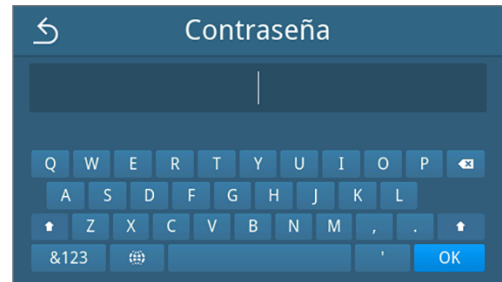 Contraseña
Q W E R T Y U I O P
A S D F G H J K L
Z X C V B N M , .
&123 ' OK